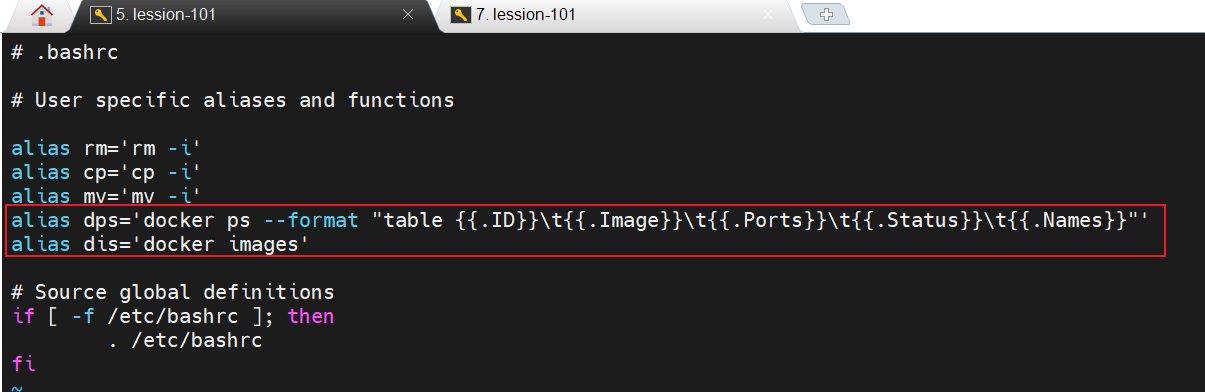 5. lession-101
7. lession-101
# .bashrc
# User specific aliases and functions
alias rm='rm -i'
alias cp='cp -i'
alias mv='mv -i'
alias dps='docker ps --format "table {{.ID}}\t{{.Image}}\t{{.Ports}}\t{{.Status}}\t{{.Names}}"'
alias dis='docker images'
# Source global definitions
if [ -f /etc/bashrc ]; then
        . /etc/bashrc
fi
~